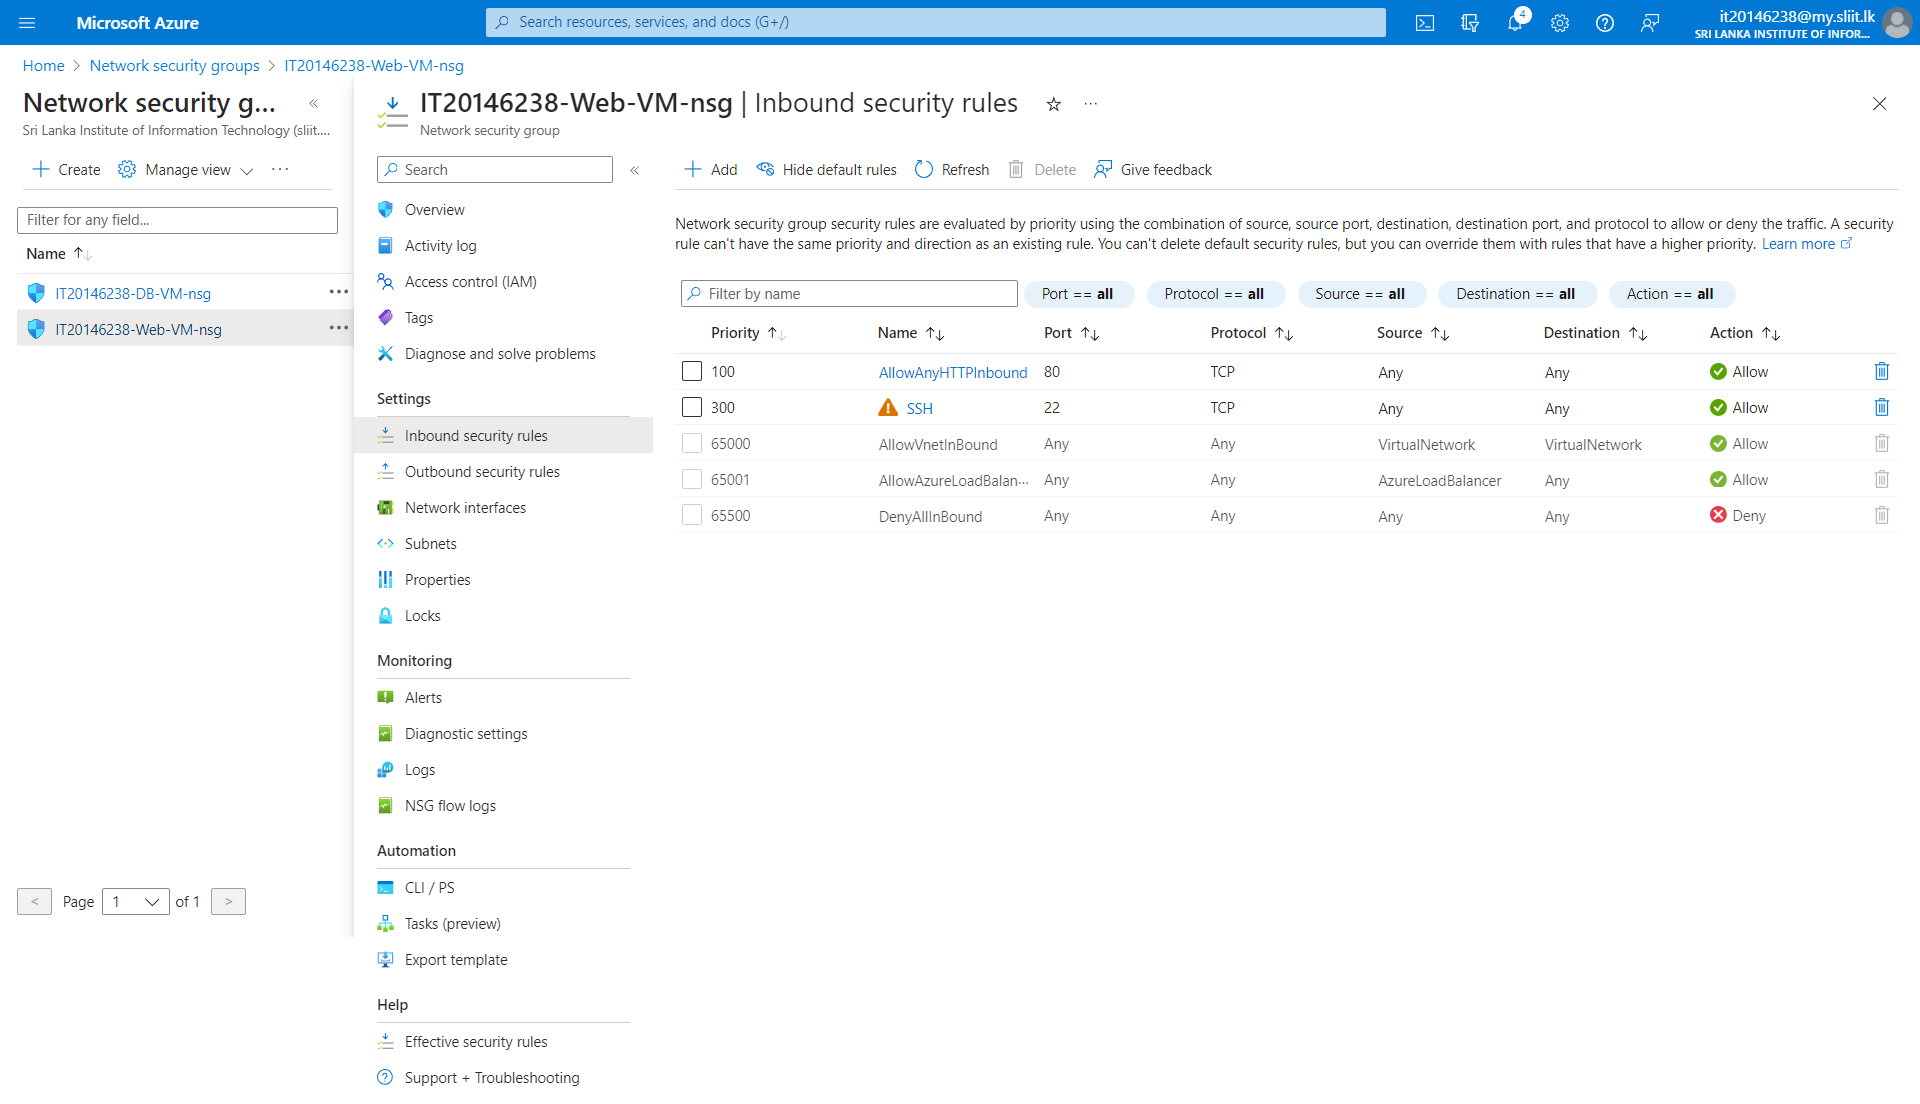 Microsoft Azure
Search resources, services, and docs (G+/)
4
it20146238@my.sliit.lk
SRI LANKA INSTITUTE OF INFOR...
Home > Network security groups > IT20146238-Web-VM-nsg
Network security g... «
Sri Lanka Institute of Information Technology (sliit....
Create Manage view ...
Filter for any field...
Name
IT20146238-DB-VM-nsg
IT20146238-Web-VM-nsg
< Page 1 of 1 >
IT20146238-Web-VM-nsg | Inbound security rules ...
Network security group
Search «
Overview
Activity log
Access control (IAM)
Tags
Diagnose and solve problems
Settings
Inbound security rules
Outbound security rules
Network interfaces
Subnets
Properties
Locks
Monitoring
Alerts
Diagnostic settings
Logs
NSG flow logs
Automation
CLI / PS
Tasks (preview)
Export template
Help
Effective security rules
Support + Troubleshooting
Add Hide default rules Refresh Delete Give feedback
Network security group security rules are evaluated by priority using the combination of source, source port, destination, destination port, and protocol to allow or deny the traffic. A security
rule can't have the same priority and direction as an existing rule. You can't delete default security rules, but you can override them with rules that have a higher priority. Learn more
Filter by name Port == all Protocol == all Source == all Destination == all Action == all
Priority Name Port Protocol Source Destination Action
100 AllowAnyHTTPInbound 80 TCP Any Any Allow
300 SSH 22 TCP Any Any Allow
65000 AllowVnetInBound Any Any VirtualNetwork VirtualNetwork Allow
65001 AllowAzureLoadBalan... Any Any AzureLoadBalancer Any Allow
65500 DenyAllInBound Any Any Any Any Deny